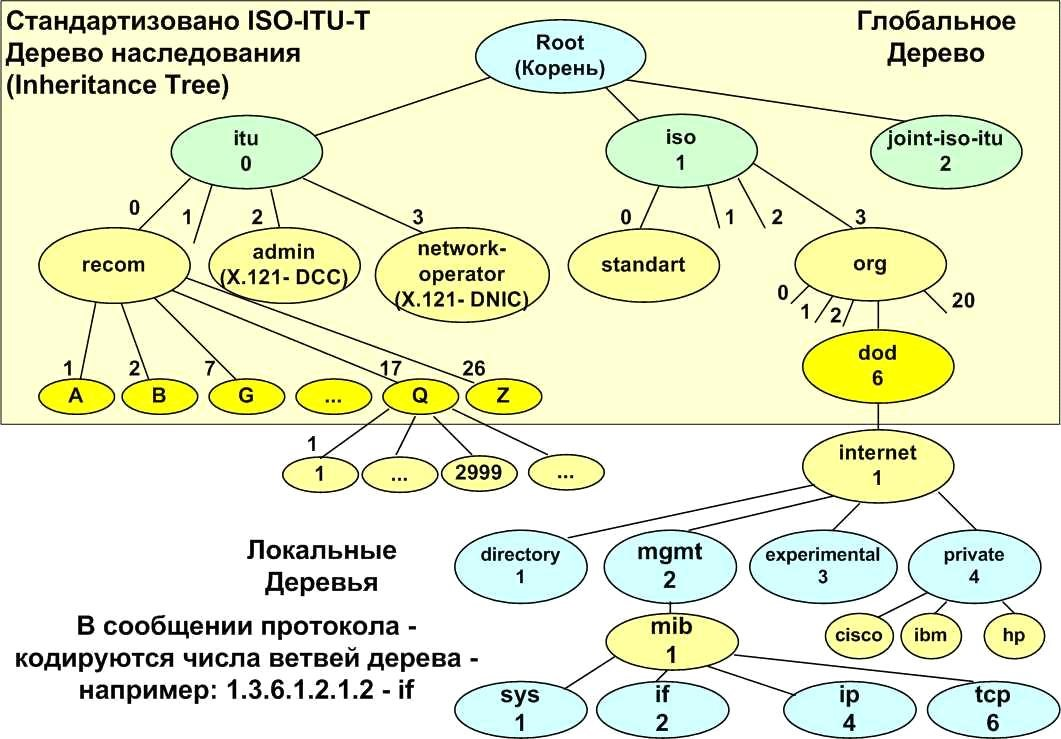 Стандартизовано ISO-ITU-T
Дерево наследования
(Inheritance Tree)
Глобальное
Дерево
Root
(Корень)
itu
0
iso
1
joint-iso-itu
2
0
1
2
3
0
1
2
3
recom
admin
(X.121- DCC)
network-
operator
(X.121- DNIC)
standart
org
0
1
2
20
dod
6
1
2
7
17
26
A
B
G
...
Q
Z
1
1
...
2999
...
internet
1
Локальные
Деревья
directory
1
mgmt
2
experimental
3
private
4
cisco
ibm
hp
mib
1
В сообщении протокола -
кодируются числа ветвей дерева -
например: 1.3.6.1.2.1.2 - if
sys
1
if
2
ip
4
tcp
6